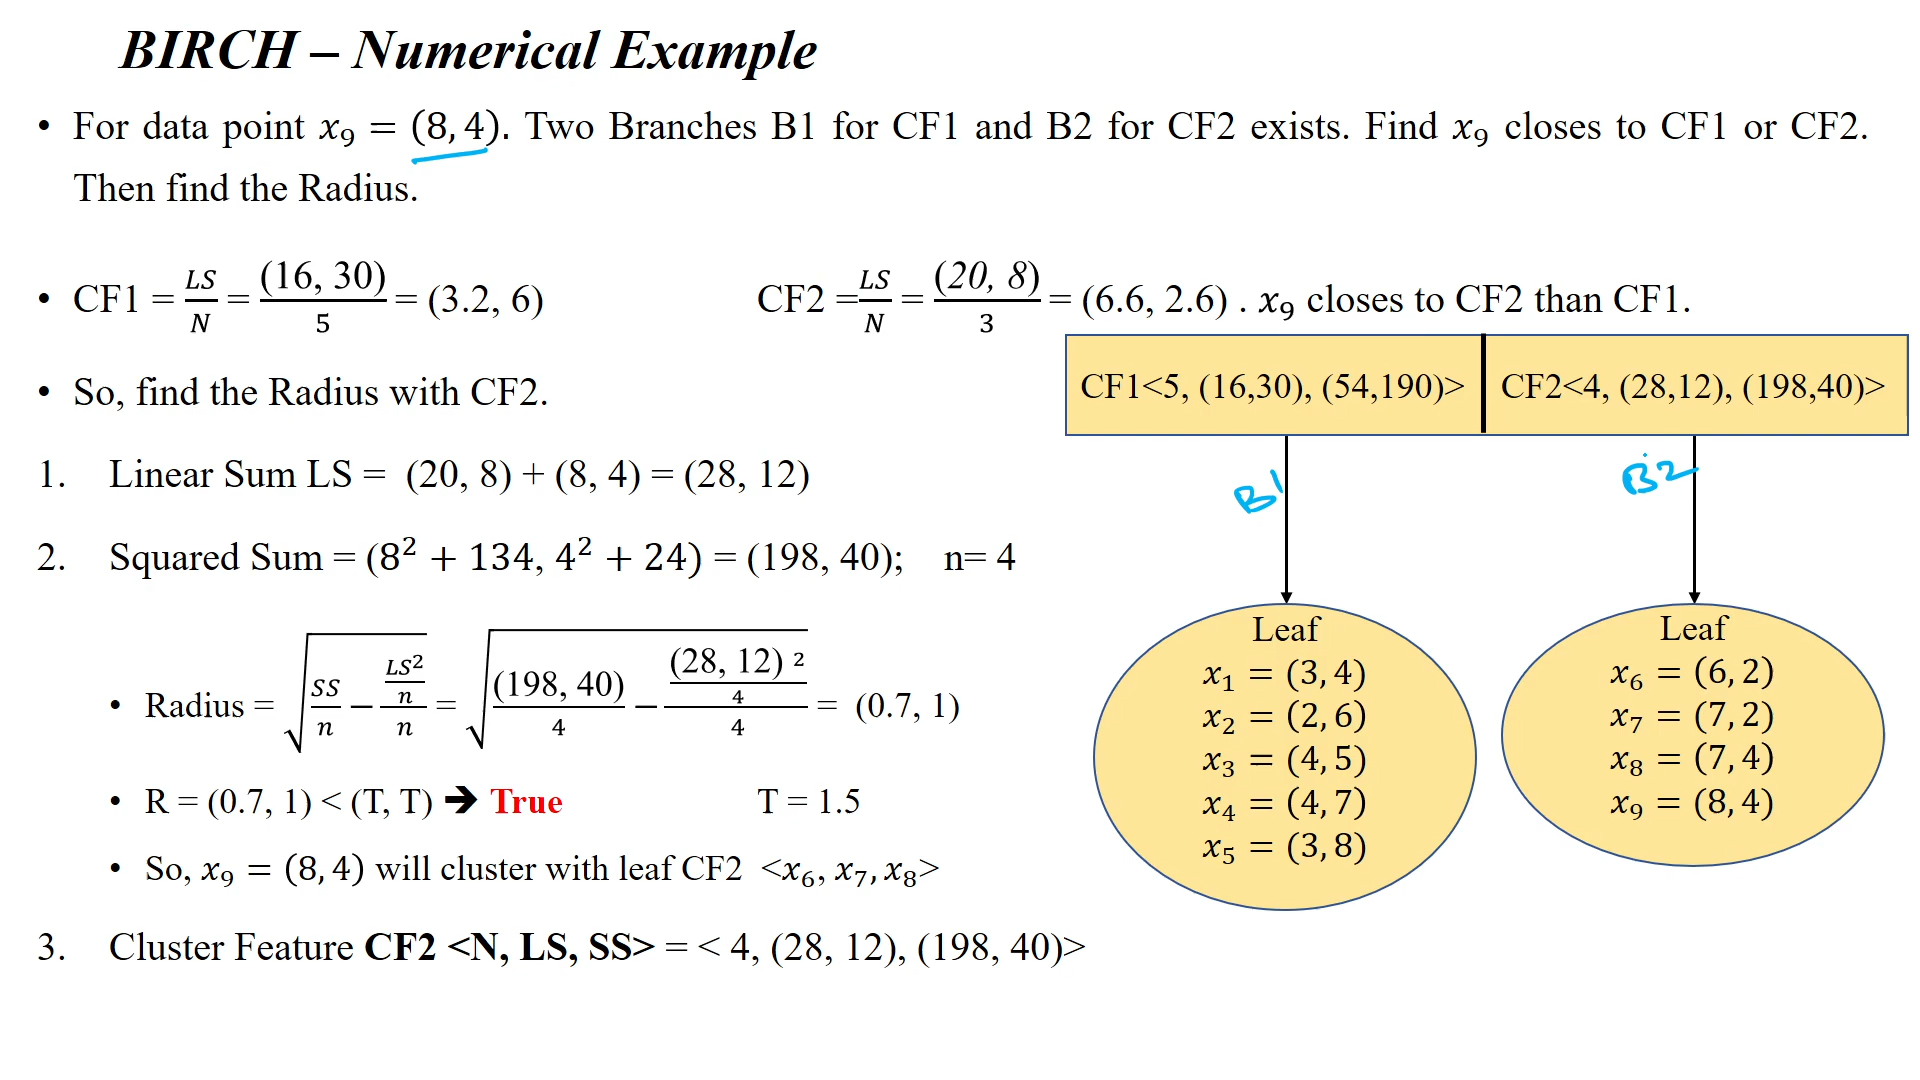 BIRCH – Numerical Example
• For data point x₉ = (8, 4). Two Branches B1 for CF1 and B2 for CF2 exists. Find x₉ closes to CF1 or CF2.
Then find the Radius.
• CF1 = LS/N = (16, 30)/5 = (3.2, 6) CF2 = LS/N = (20, 8)/3 = (6.6, 2.6) . x₉ closes to CF2 than CF1.
• So, find the Radius with CF2.
1. Linear Sum LS = (20, 8) + (8, 4) = (28, 12)
2. Squared Sum = (8² + 134, 4² + 24) = (198, 40); n= 4
• Radius = √(SS/n − (LS²/n)/n) = √((198, 40)/4 − ((28, 12)²/4)/4) = (0.7, 1)
• R = (0.7, 1) < (T, T) ➔ True T = 1.5
• So, x₉ = (8, 4) will cluster with leaf CF2 <x₆, x₇, x₈>
3. Cluster Feature CF2 <N, LS, SS> = < 4, (28, 12), (198, 40)>
CF1<5, (16,30), (54,190)> CF2<4, (28,12), (198,40)>
B1 B2
Leaf
x₁ = (3, 4)
x₂ = (2, 6)
x₃ = (4, 5)
x₄ = (4, 7)
x₅ = (3, 8)
Leaf
x₆ = (6, 2)
x₇ = (7, 2)
x₈ = (7, 4)
x₉ = (8, 4)